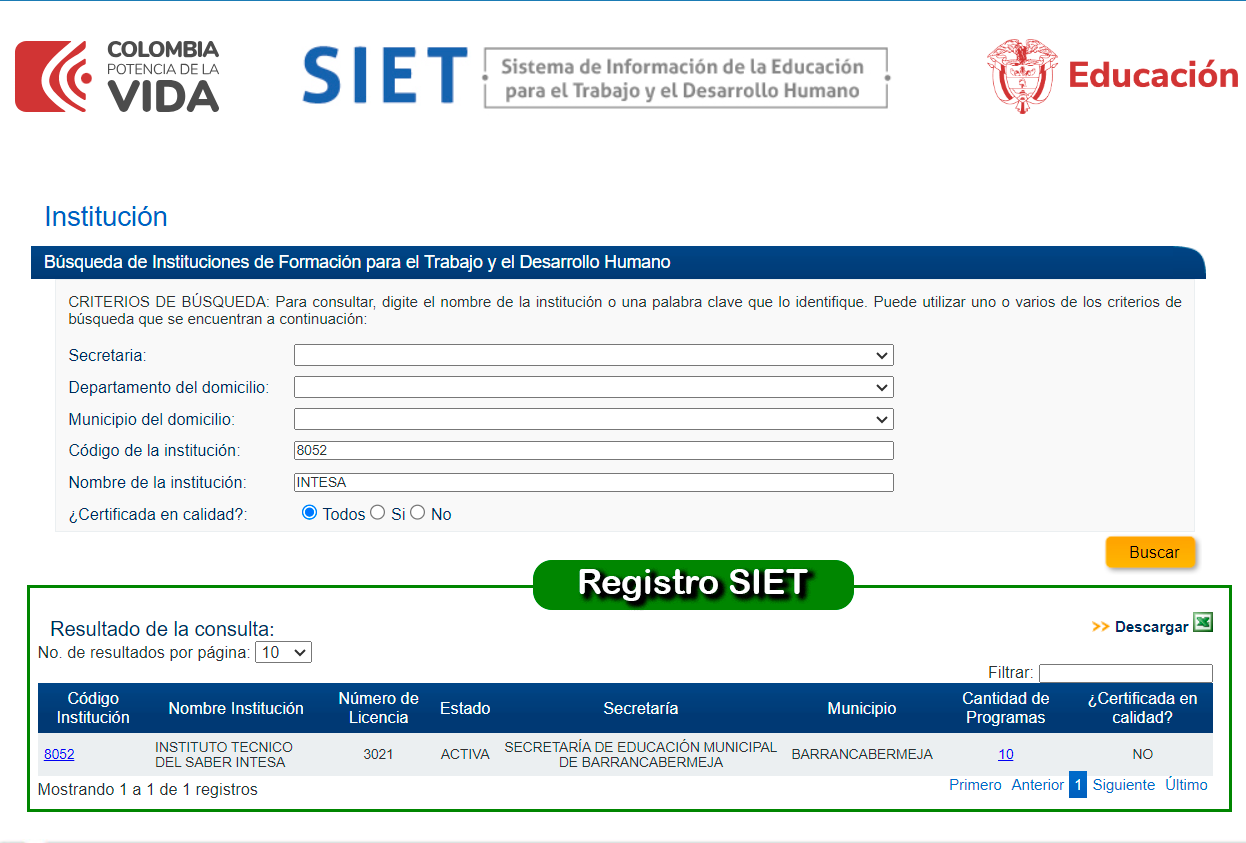 COLOMBIA
POTENCIA DE LA
VIDA
SIET
Sistema de Información de la Educación
para el Trabajo y el Desarrollo Humano
Educación
Institución
Búsqueda de Instituciones de Formación para el Trabajo y el Desarrollo Humano
CRITERIOS DE BÚSQUEDA: Para consultar, digite el nombre de la institución o una palabra clave que lo identifique. Puede utilizar uno o varios de los criterios de
búsqueda que se encuentran a continuación:
Secretaria:
Departamento del domicilio:
Municipio del domicilio:
Código de la institución: 8052
Nombre de la institución: INTESA
¿Certificada en calidad?: Todos Si No
Buscar
Registro SIET
Resultado de la consulta:
>> Descargar
No. de resultados por página: 10
Filtrar:
Código Institución Nombre Institución Número de Licencia Estado Secretaría Municipio Cantidad de Programas ¿Certificada en calidad?
8052 INSTITUTO TECNICO DEL SABER INTESA 3021 ACTIVA SECRETARÍA DE EDUCACIÓN MUNICIPAL DE BARRANCABERMEJA BARRANCABERMEJA 10 NO
Mostrando 1 a 1 de 1 registros
Primero Anterior 1 Siguiente Último